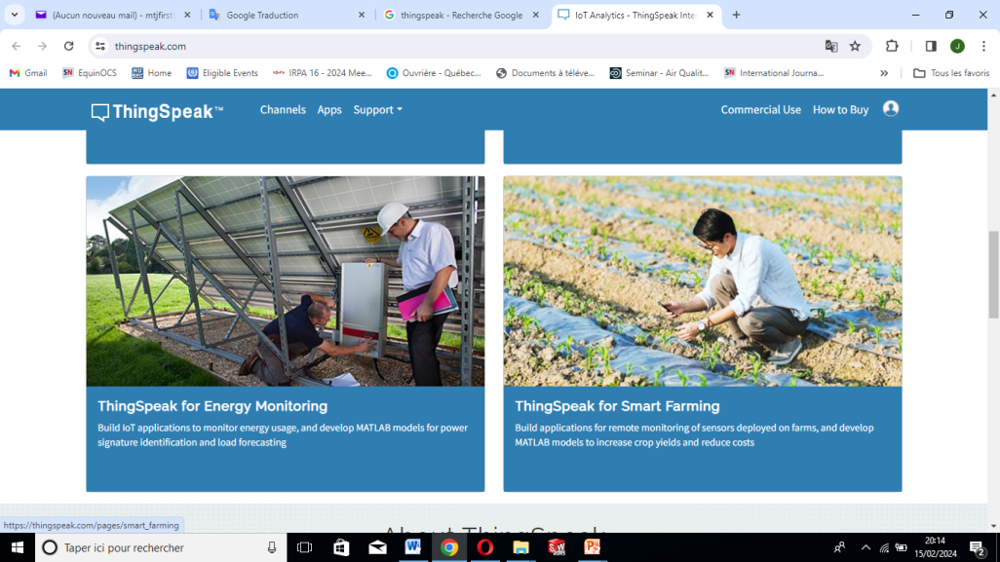 (Aucun nouveau mail) - mtjfirst
Google Traduction
thingspeak - Recherche Google
IoT Analytics - ThingSpeak Inte
thingspeak.com
J
Gmail
EquinOCS
Home
Eligible Events
IRPA 16 - 2024 Mee...
Ouvrière - Québec,...
Documents à téléve...
Seminar - Air Qualit...
International Journa...
Tous les favoris
ThingSpeak™
Channels Apps Support
Commercial Use How to Buy
ThingSpeak for Energy Monitoring
Build IoT applications to monitor energy usage, and develop MATLAB models for power
signature identification and load forecasting
ThingSpeak for Smart Farming
Build applications for remote monitoring of sensors deployed on farms, and develop
MATLAB models to increase crop yields and reduce costs
https://thingspeak.com/pages/smart_farming
About ThingSpeak
Taper ici pour rechercher
20:14
15/02/2024
2